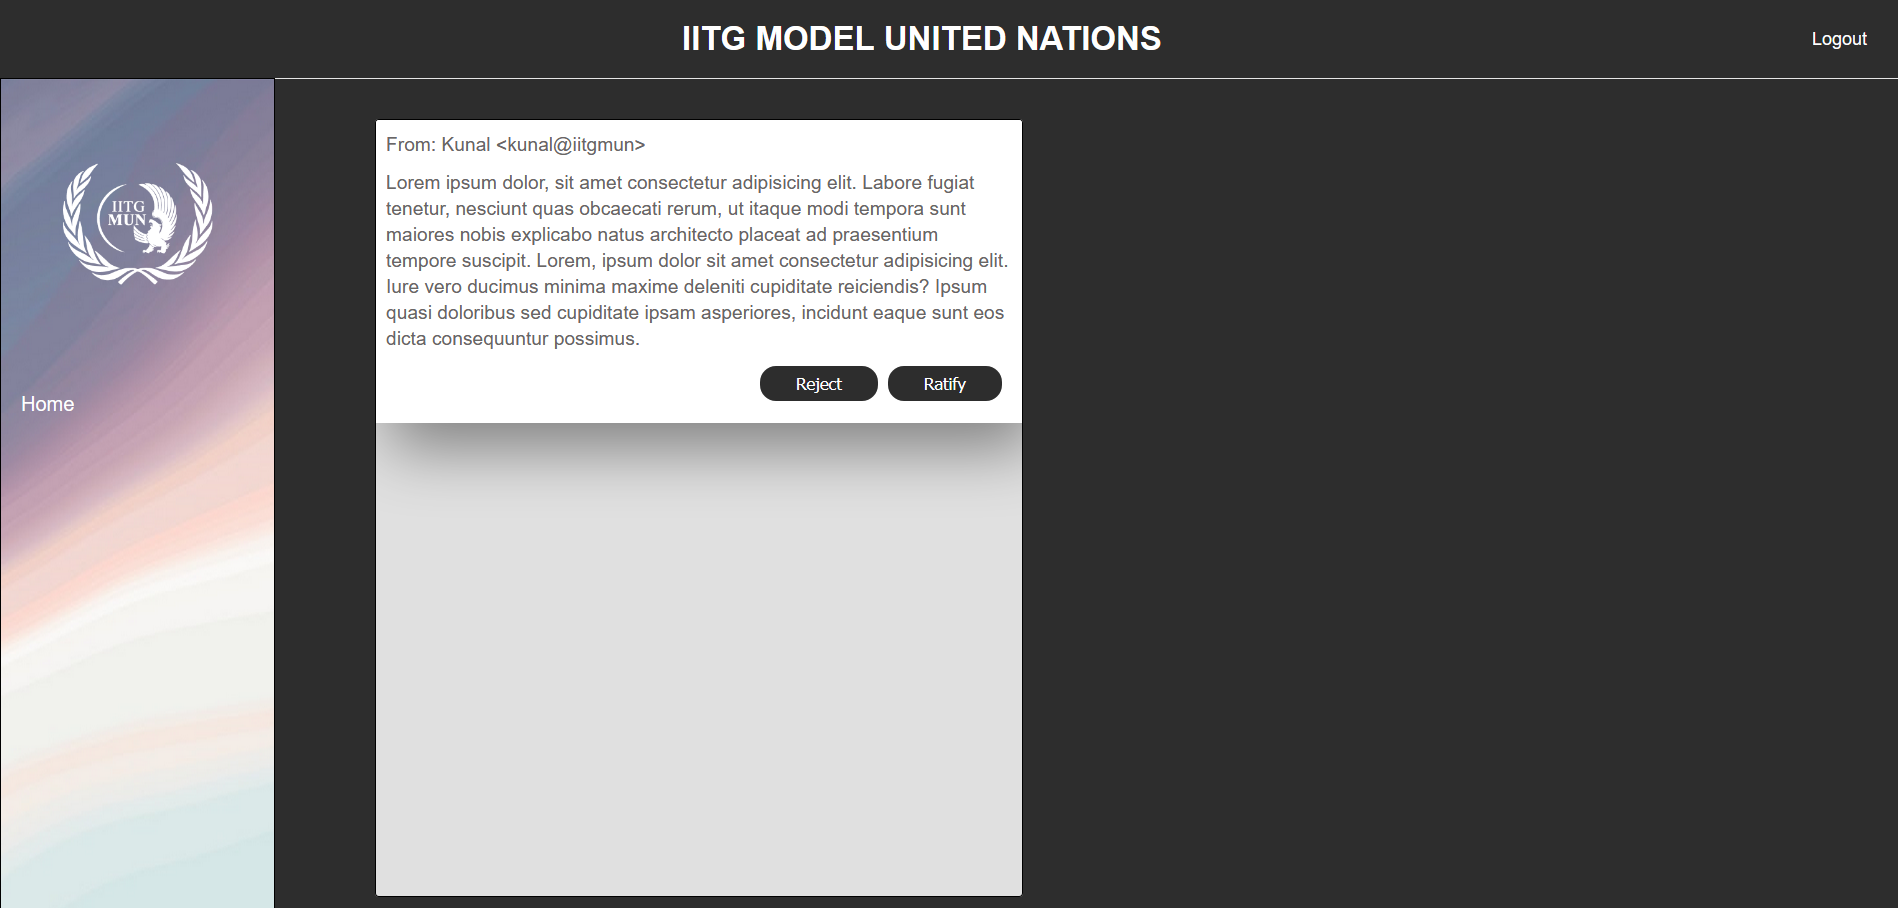 IITG MODEL UNITED NATIONS
Logout
IITG
MUN
Home
From: Kunal <kunal@iitgmun>
Lorem ipsum dolor, sit amet consectetur adipisicing elit. Labore fugiat
tenetur, nesciunt quas obcaecati rerum, ut itaque modi tempora sunt
maiores nobis explicabo natus architecto placeat ad praesentium
tempore suscipit. Lorem, ipsum dolor sit amet consectetur adipisicing elit.
Iure vero ducimus minima maxime deleniti cupiditate reiciendis? Ipsum
quasi doloribus sed cupiditate ipsam asperiores, incidunt eaque sunt eos
dicta consequuntur possimus.
Reject
Ratify